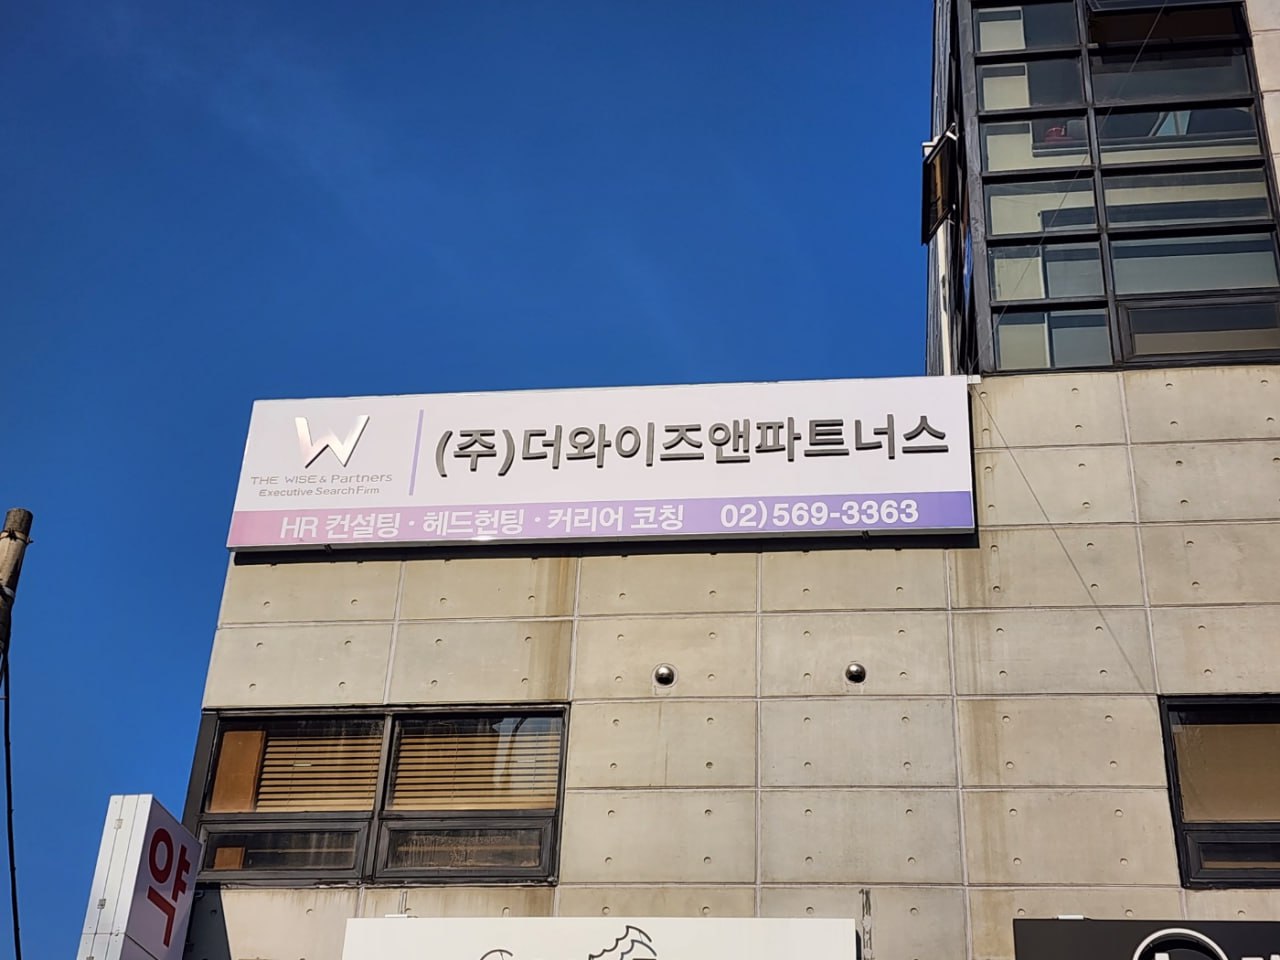 W
THE WISE & Partners
Executive Search Firm
(주)더와이즈앤파트너스
HR 컨설팅 · 헤드헌팅 · 커리어 코칭 02)569-3363
약